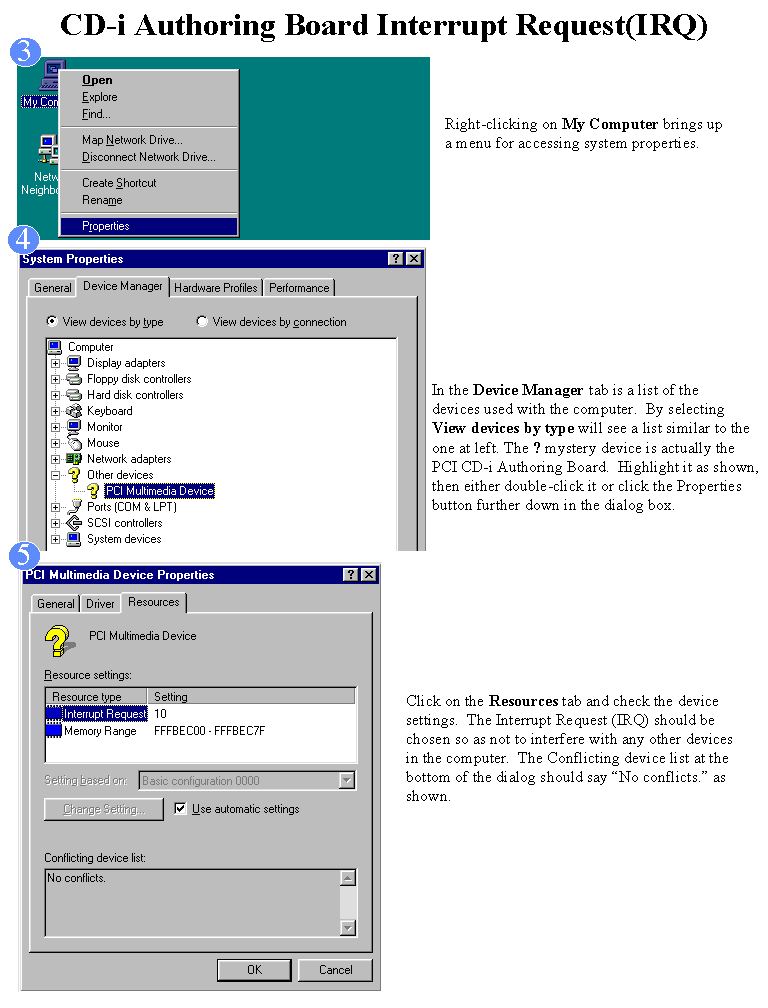 CD-i Authoring Board Interrupt Request(IRQ)
3
My Com
Open
Explore
Find...
Map Network Drive...
Disconnect Network Drive...
Create Shortcut
Rename
Properties
Netw
Neighbo
Right-clicking on My Computer brings up
a menu for accessing system properties.
4
System Properties
General Device Manager Hardware Profiles Performance
View devices by type View devices by connection
Computer
Display adapters
Floppy disk controllers
Hard disk controllers
Keyboard
Monitor
Mouse
Network adapters
Other devices
PCI Multimedia Device
Ports (COM & LPT)
SCSI controllers
System devices
In the Device Manager tab is a list of the
devices used with the computer. By selecting
View devices by type will see a list similar to the
one at left. The ? mystery device is actually the
PCI CD-i Authoring Board. Highlight it as shown,
then either double-click it or click the Properties
button further down in the dialog box.
5
PCI Multimedia Device Properties
General Driver Resources
PCI Multimedia Device
Resource settings:
Resource type Setting
Interrupt Request 10
Memory Range FFFBEC00 - FFFBEC7F
Setting based on: Basic configuration 0000
Change Setting... Use automatic settings
Conflicting device list:
No conflicts.
OK Cancel
Click on the Resources tab and check the device
settings. The Interrupt Request (IRQ) should be
chosen so as not to interfere with any other devices
in the computer. The Conflicting device list at the
bottom of the dialog should say “No conflicts.” as
shown.